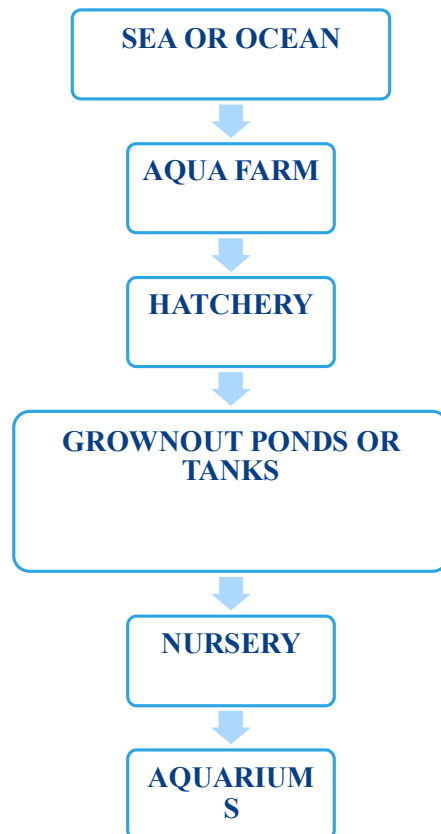 SEA OR OCEAN
AQUA FARM
HATCHERY
GROWNOUT PONDS OR
TANKS
NURSERY
AQUARIUM
S